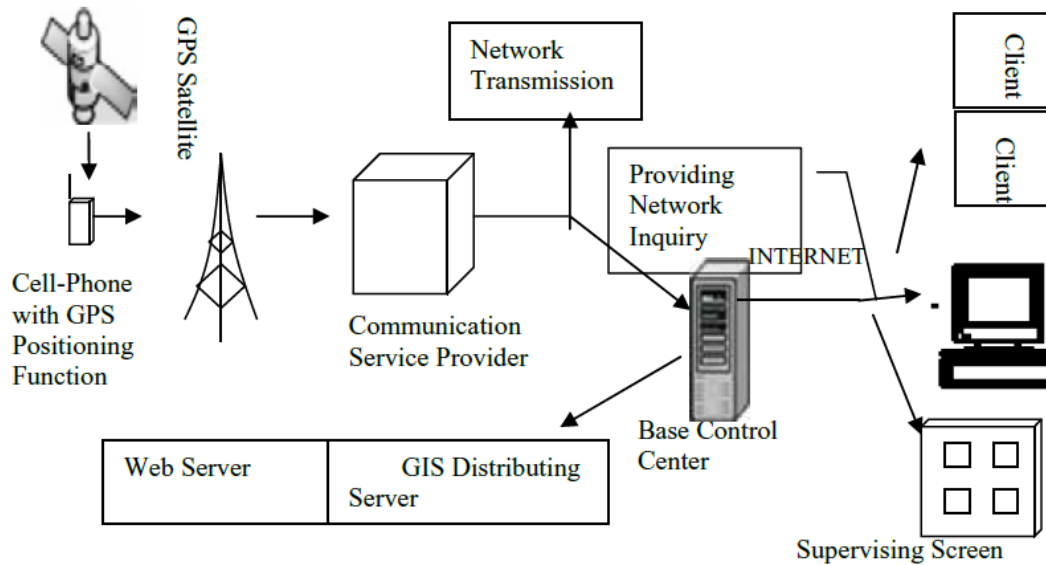 GPS Satellite
Network
Transmission
Client
Client
Providing
Network
Inquiry
INTERNET
Cell-Phone
with GPS
Positioning
Function
Communication
Service Provider
Base Control
Center
Web Server
GIS Distributing
Server
Supervising Screen